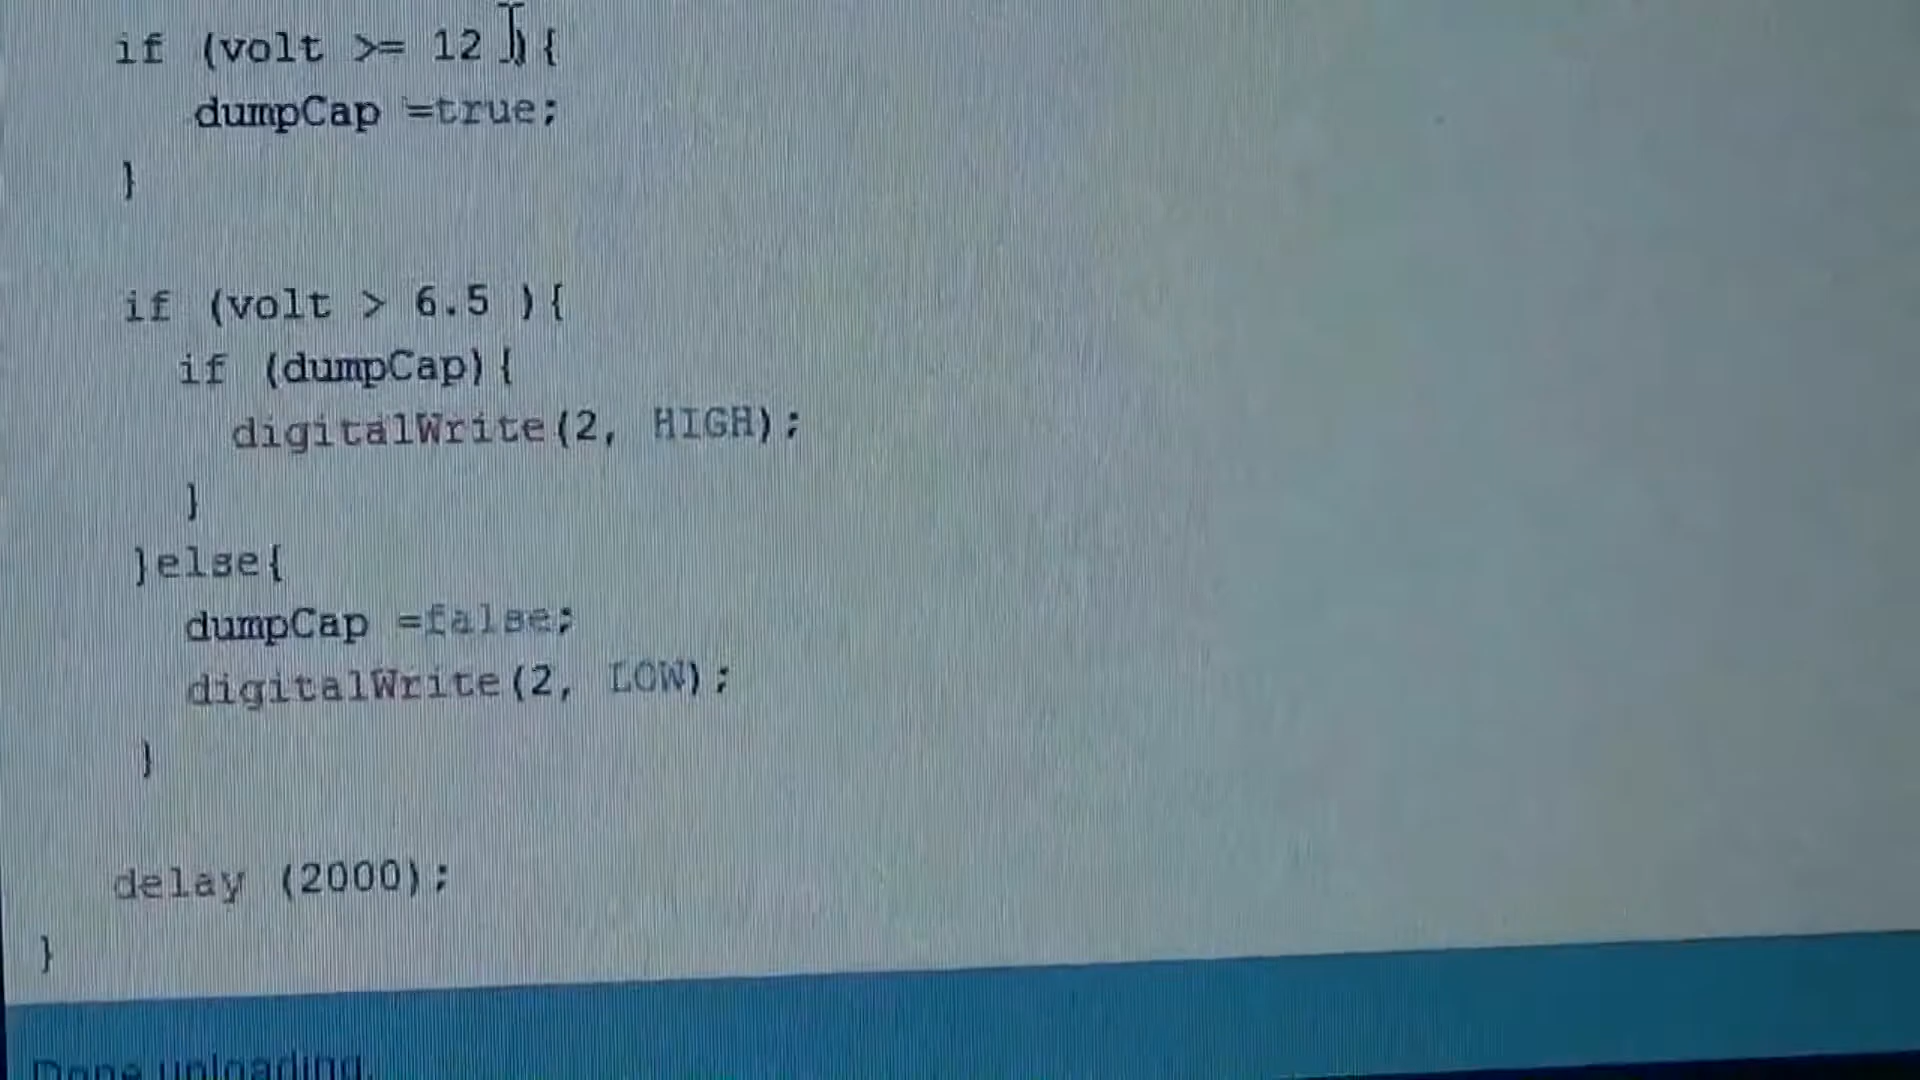 if (volt >= 12 ){
dumpCap =true;
}
if (volt > 6.5 ){
if (dumpCap){
digitalWrite(2, HIGH);
}
}else{
dumpCap =false;
digitalWrite(2, LOW);
}
delay (2000);
}
Done uploading.